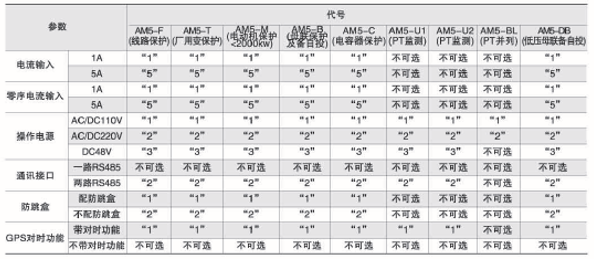 参数 代号
AM5-F (线路保护) AM5-T (厂用变保护) AM5-M (电动机保护 <2000kw) AM5-B (母联保护 及备自投) AM5-C (电容器保护) AM5-U1 (PT监测) AM5-U2 (PT监测) AM5-BL (PT并列) AM5-DB (低压母联备自投)
电流输入 1A “1” “1” “1” “1” “1” 不可选 不可选 不可选 “1”
5A “5” “5” “5” “5” “5” 不可选 不可选 不可选 “5”
零序电流输入 1A “1” “1” “1” “1” “1” 不可选 不可选 不可选 “1”
5A “5” “5” “5” “5” “5” 不可选 不可选 不可选 “5”
操作电源 AC/DC110V “1” “1” “1” “1” “1” “1” “1” “1” “1”
AC/DC220V “2” “2” “2” “2” “2” “2” “2” “2” “2”
DC48V “3” “3” “3” “3” “3” “3” “3” 不可选 “3”
通讯接口 一路RS485 不可选 不可选 不可选 不可选 不可选 不可选 不可选 不可选 不可选
两路RS485 “2” “2” “2” “2” “2” “2” “2” 不可选 “2”
防跳盒 配防跳盒 “1” “1” “1” “1” “1” 不可选 不可选 不可选 “1”
不配防跳盒 “2” “2” “2” “2” “2” 不可选 不可选 不可选 “2”
GPS对时功能 带对时功能 “1” “1” “1” “1” “1” “1” “1” 不可选 “1”
不带对时功能 不可选 不可选 不可选 不可选 不可选 不可选 不可选 不可选 不可选